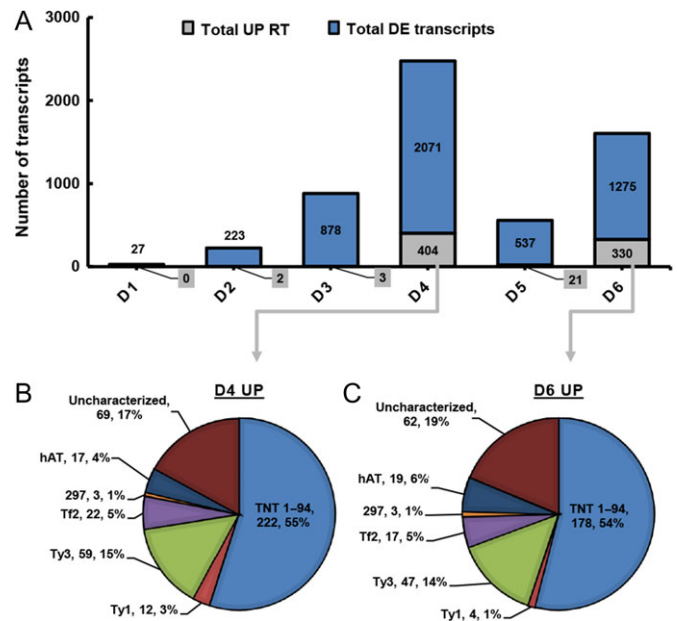 A
Total UP RT
Total DE transcripts
Number of transcripts
3000
2000
1000
0
27
223
878
2071
404
537
1275
330
0
2
3
21
D1
D2
D3
D4
D5
D6
B
D4 UP
Uncharacterized,
69, 17%
hAT, 17, 4%
297, 3, 1%
Tf2, 22, 5%
Ty3, 59, 15%
Ty1, 12, 3%
TNT 1–94,
222, 55%
C
D6 UP
Uncharacterized,
62, 19%
hAT, 19, 6%
297, 3, 1%
Tf2, 17, 5%
Ty3, 47, 14%
Ty1, 4, 1%
TNT 1–94,
178, 54%